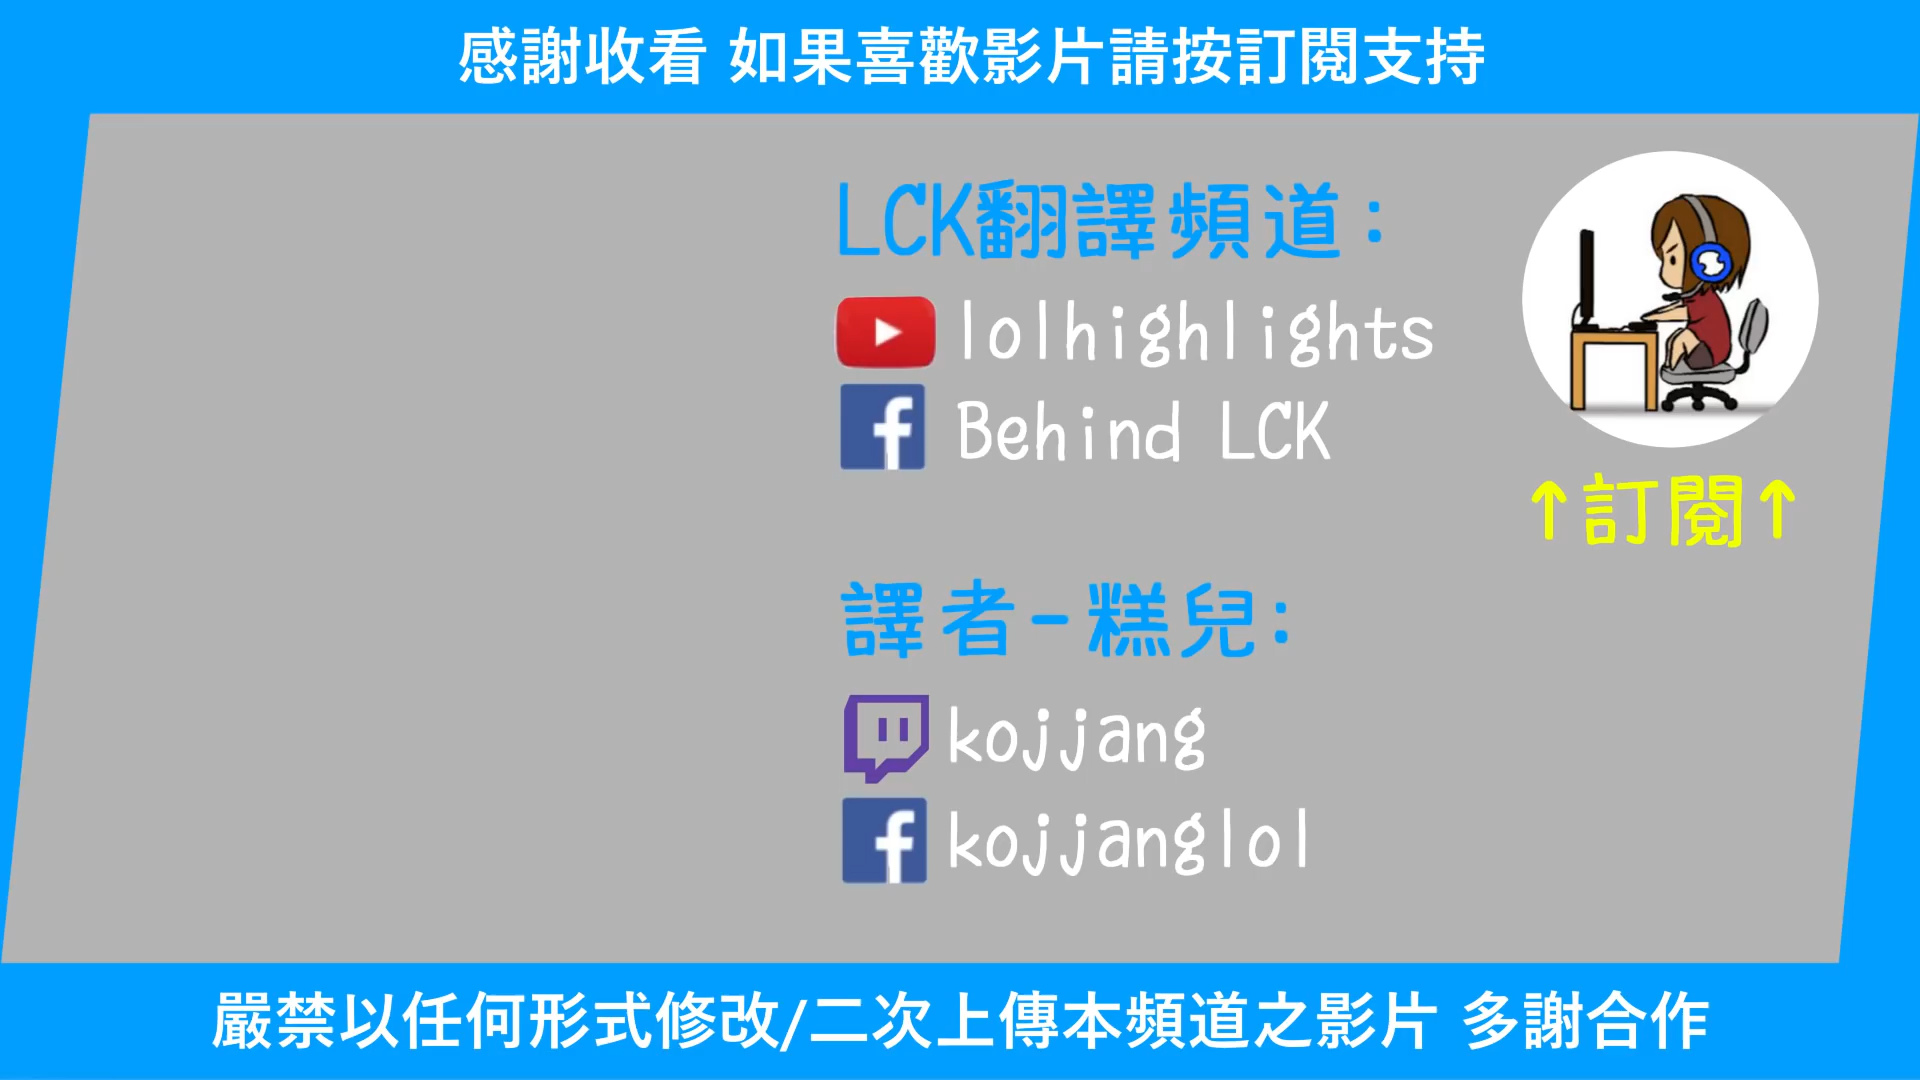 感謝收看 如果喜歡影片請按訂閱支持
LCK翻譯頻道:
lolhighlights
Behind LCK
↑訂閱↑
譯者-糕兒:
kojjang
kojjanglol
嚴禁以任何形式修改/二次上傳本頻道之影片 多謝合作